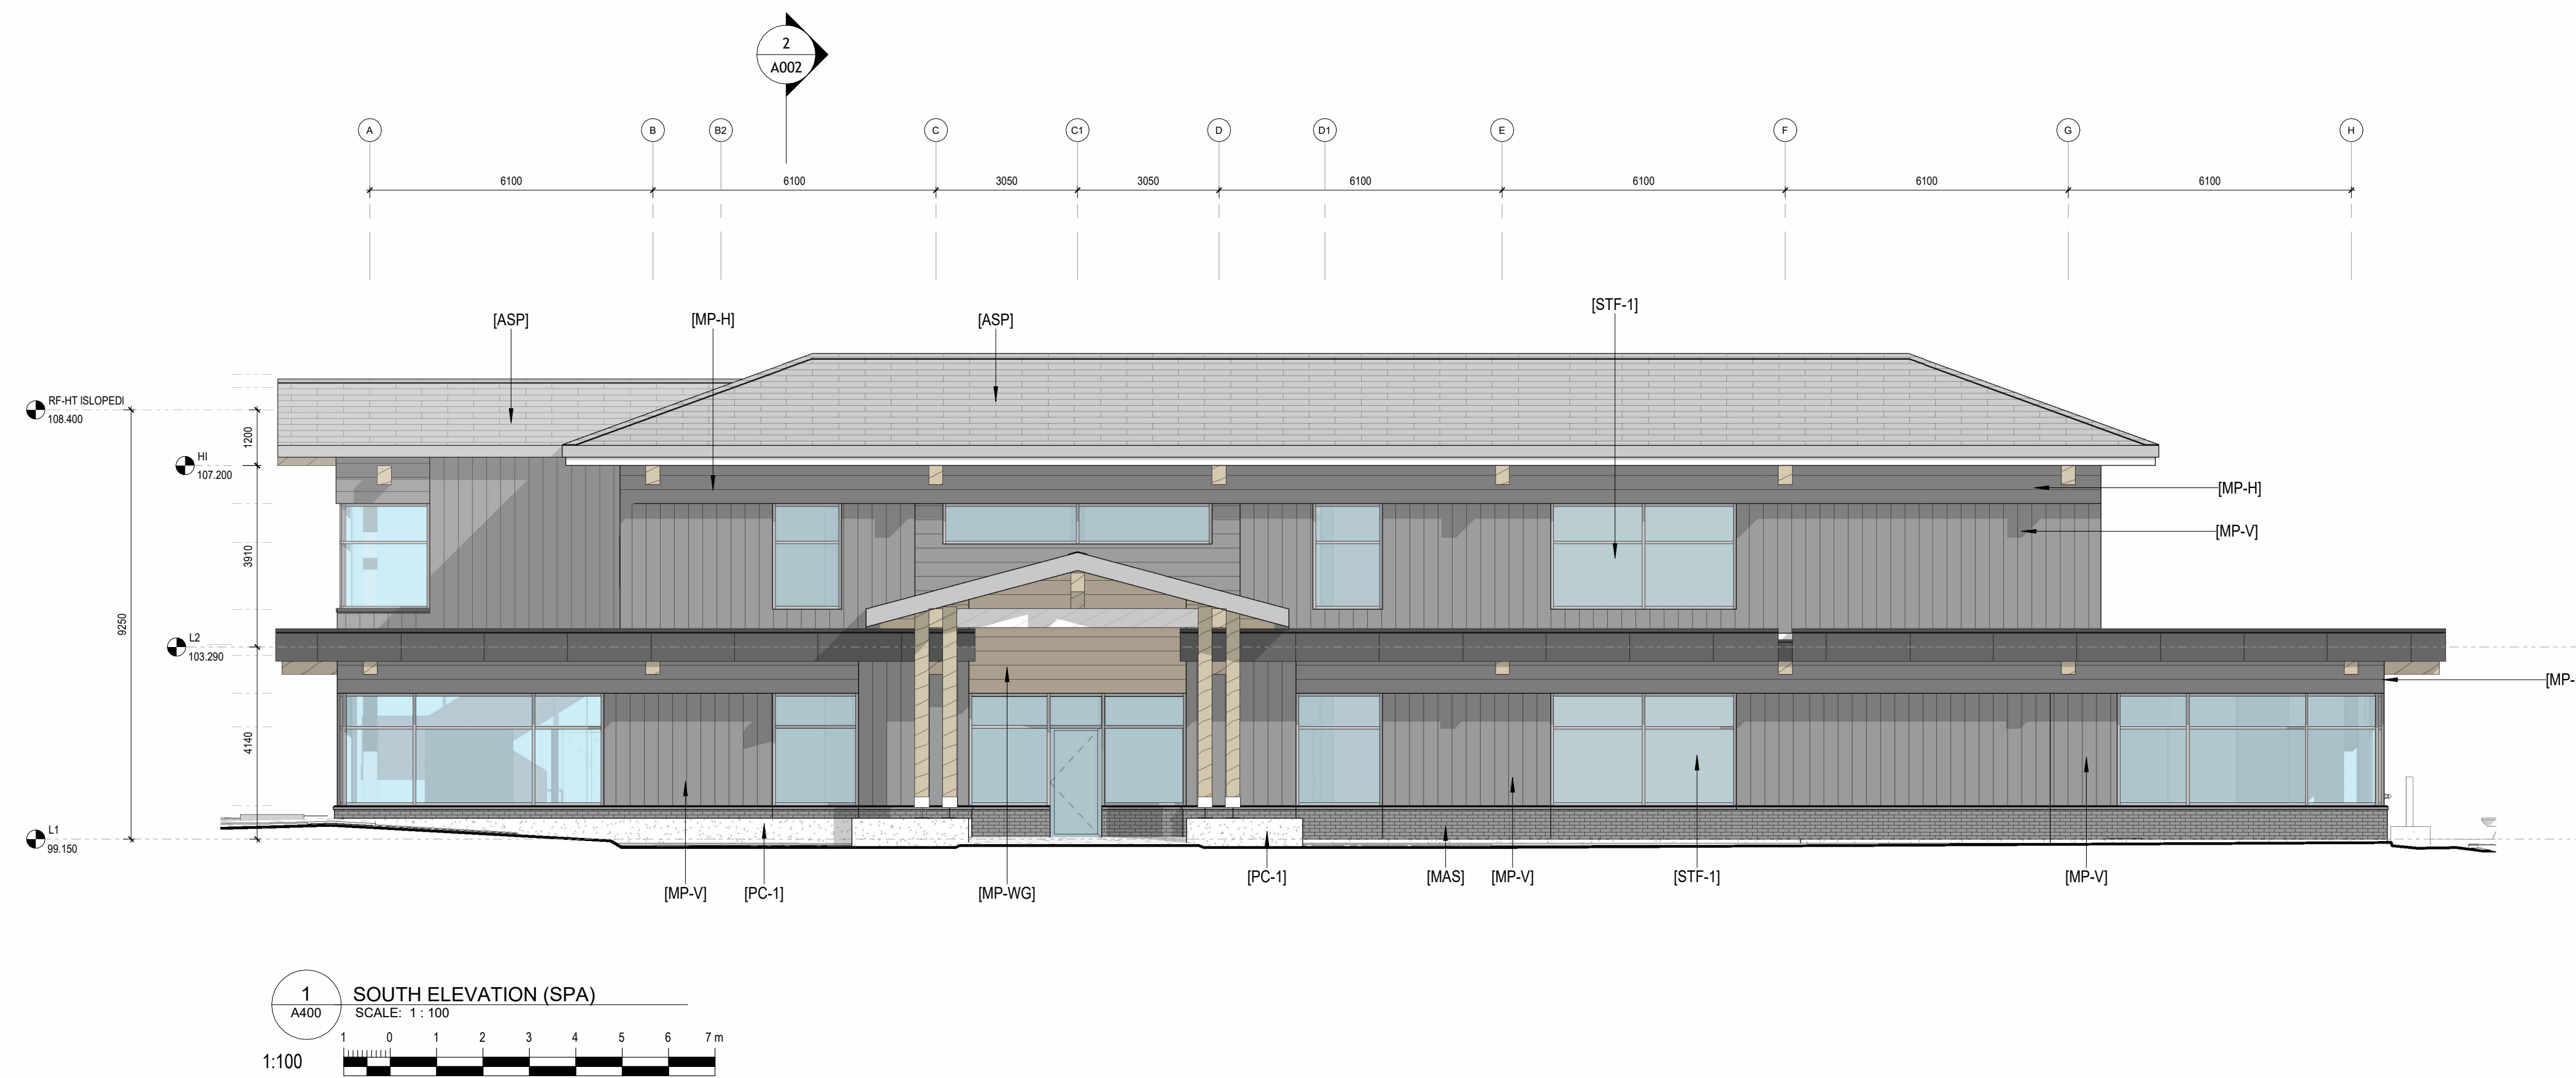 2
A002
A B B2 C C1 D D1 E F G H
6100 6100 3050 3050 6100 6100 6100 6100
[STF-1]
[ASP] [MP-H] [ASP]
RF-HT ISLOPEDI
108.400
1200
HI
107.200
[MP-H]
[MP-V]
3910
9250
L2
103.290
[MP-
4140
L1
99.150
[PC-1] [MAS] [MP-V] [STF-1] [MP-V]
[MP-V] [PC-1] [MP-WG]
1
A400
SOUTH ELEVATION (SPA)
SCALE: 1 : 100
1 0 1 2 3 4 5 6 7 m
1:100